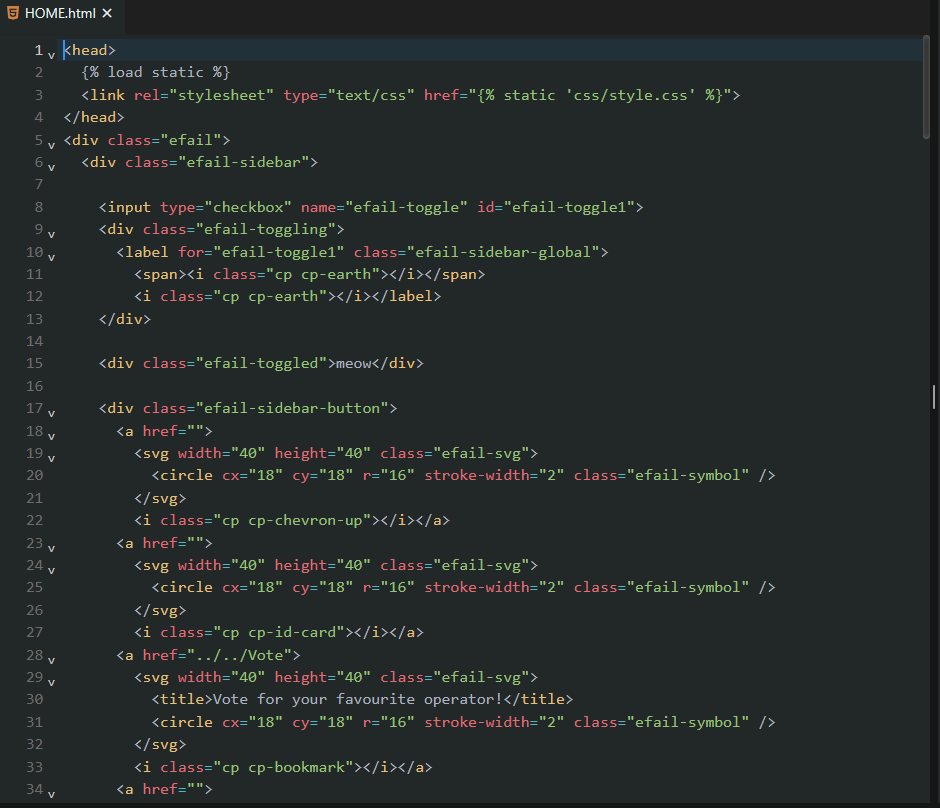 HOME.html ×
1 v <head>
2 {% load static %}
3 <link rel="stylesheet" type="text/css" href="{% static 'css/style.css' %}">
4 </head>
5 v <div class="efail">
6 v <div class="efail-sidebar">
7
8 <input type="checkbox" name="efail-toggle" id="efail-toggle1">
9 v <div class="efail-toggling">
10 v <label for="efail-toggle1" class="efail-sidebar-global">
11 <span><i class="cp cp-earth"></i></span>
12 <i class="cp cp-earth"></i></label>
13 </div>
14
15 <div class="efail-toggled">meow</div>
16
17 v <div class="efail-sidebar-button">
18 v <a href="">
19 v <svg width="40" height="40" class="efail-svg">
20 <circle cx="18" cy="18" r="16" stroke-width="2" class="efail-symbol" />
21 </svg>
22 <i class="cp cp-chevron-up"></i></a>
23 v <a href="">
24 v <svg width="40" height="40" class="efail-svg">
25 <circle cx="18" cy="18" r="16" stroke-width="2" class="efail-symbol" />
26 </svg>
27 <i class="cp cp-id-card"></i></a>
28 v <a href="../../Vote">
29 v <svg width="40" height="40" class="efail-svg">
30 <title>Vote for your favourite operator!</title>
31 <circle cx="18" cy="18" r="16" stroke-width="2" class="efail-symbol" />
32 </svg>
33 <i class="cp cp-bookmark"></i></a>
34 v <a href="">